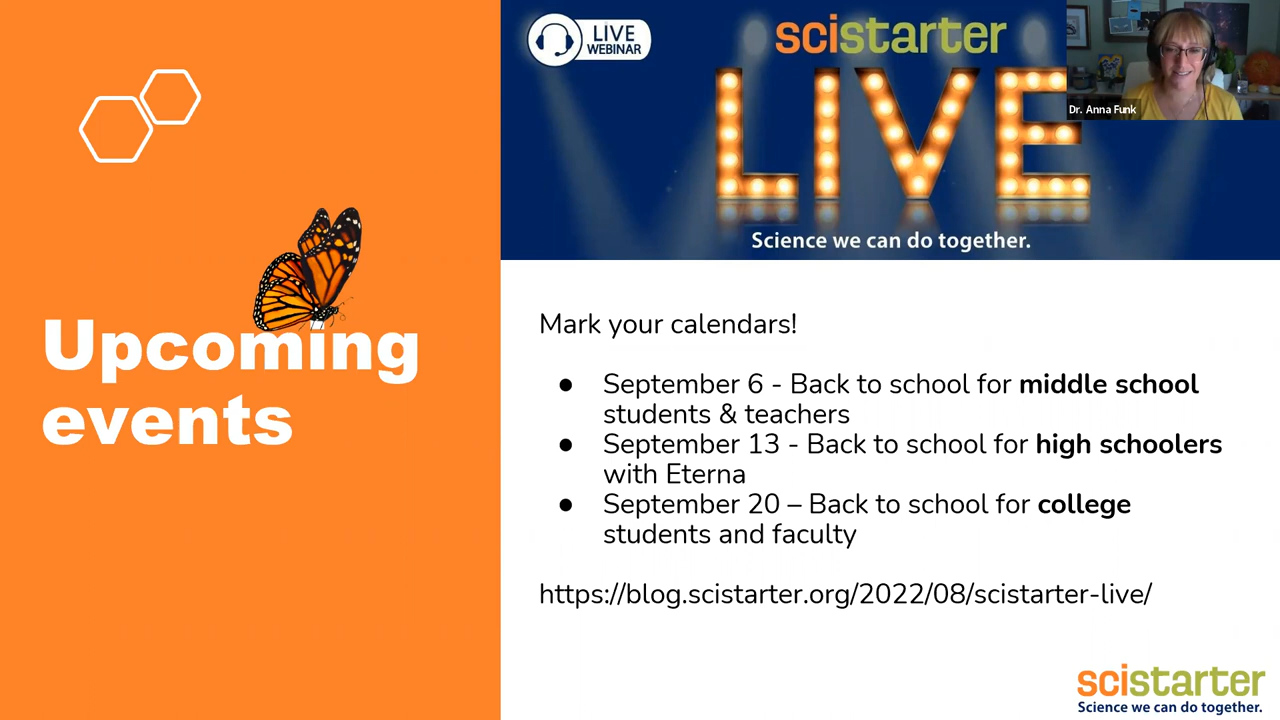 LIVE
WEBINAR
scistarter
LIVE
Science we can do together.
Dr. Anna Funk
Upcoming
events
Mark your calendars!
● September 6 - Back to school for middle school
students & teachers
● September 13 - Back to school for high schoolers
with Eterna
● September 20 – Back to school for college
students and faculty
https://blog.scistarter.org/2022/08/scistarter-live/
scistarter
Science we can do together.